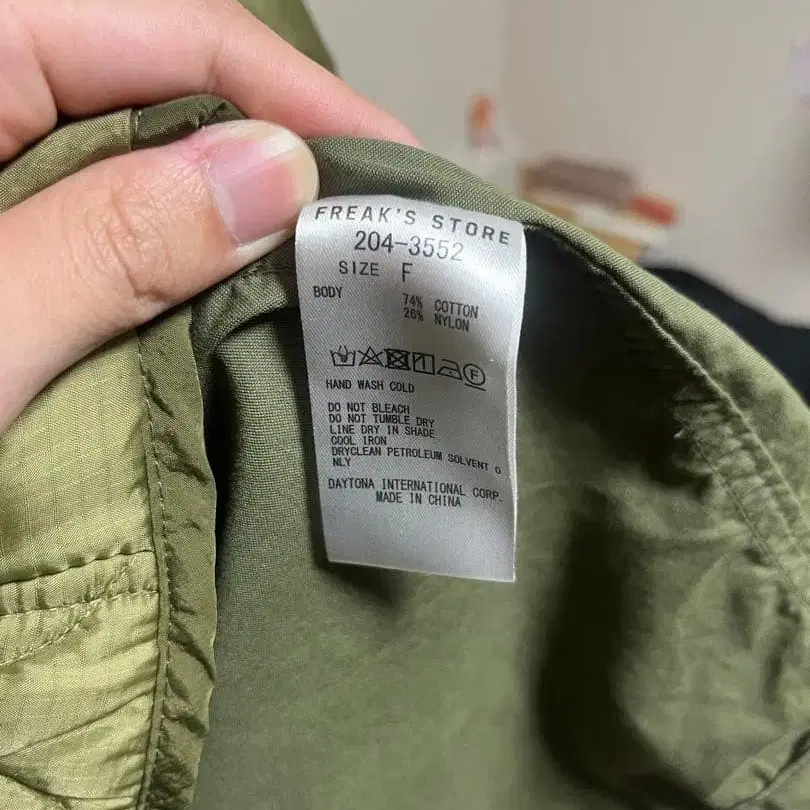 FREAK'S STORE
204-3552
SIZE F
BODY 74% COTTON
26% NYLON
HAND WASH COLD
DO NOT BLEACH
DO NOT TUMBLE DRY
LINE DRY IN SHADE
COOL IRON
DRYCLEAN PETROLEUM SOLVENT O
NLY
DAYTONA INTERNATIONAL CORP.
MADE IN CHINA